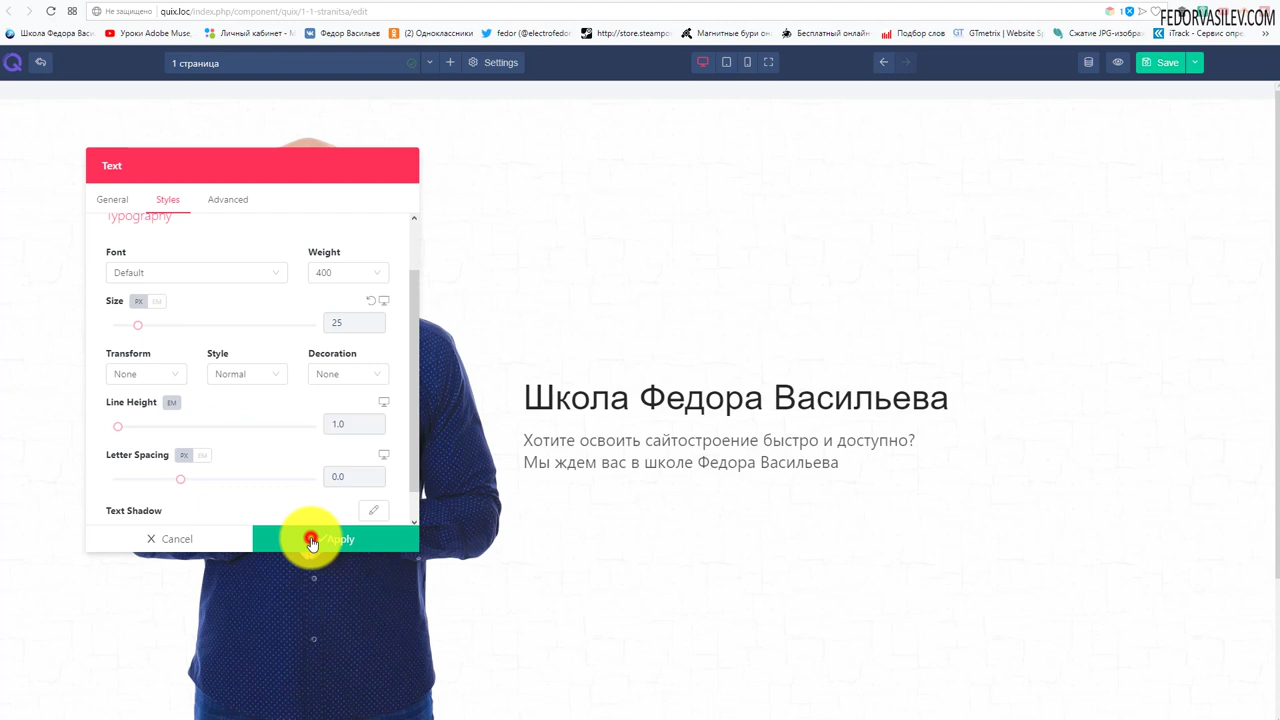 Не защищено quix.loc/index.php/component/quix/1-1-stranitsa/edit
1
FEDORVASILEV.COM
Школа Федора Васи.
Уроки Adobe Muse,
Личный кабинет - М
Федор Васильев
(2) Одноклассники
fedor (@electrofedor
http://store.steampo
Магнитные бури он
Бесплатный онлайн
Подбор слов
GTmetrix | Website Sp
Сжатие JPG-изобра
iTrack - Сервис опре
1 страница
Settings
Save
Text
General
Styles
Advanced
Typography
Font
Weight
Default
400
Size PX EM
25
Transform
Style
Decoration
None
Normal
None
Line Height EM
1.0
Letter Spacing PX EM
0.0
Text Shadow
Cancel
Apply
Школа Федора Васильева
Хотите освоить сайтостроение быстро и доступно?
Мы ждем вас в школе Федора Васильева